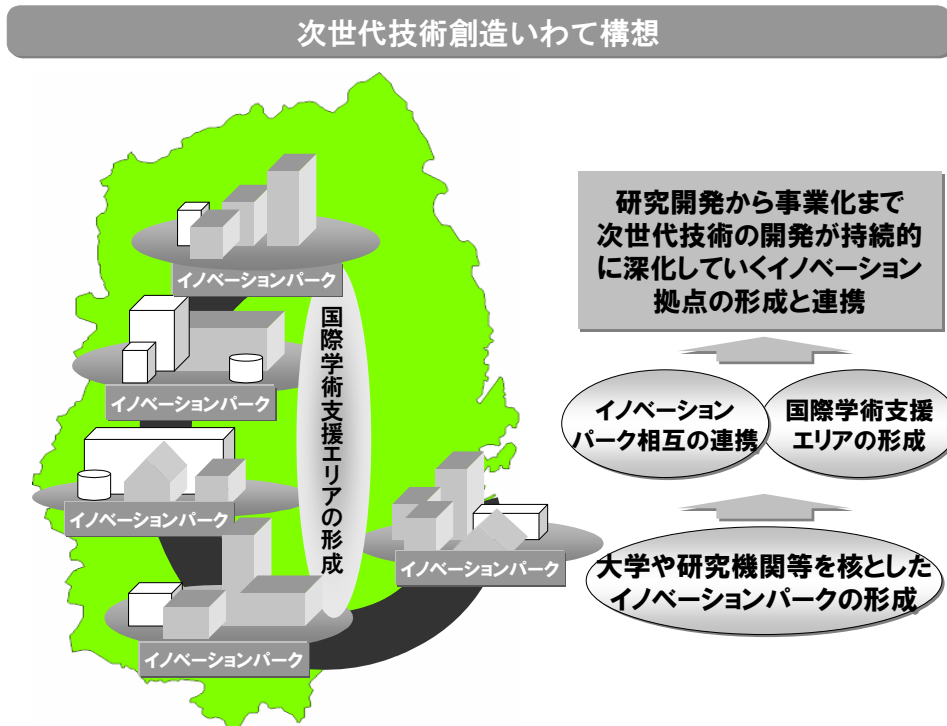 次世代技術創造いわて構想
イノベーションパーク
イノベーションパーク
イノベーションパーク
イノベーションパーク
イノベーションパーク
国際学術支援エリアの形成
研究開発から事業化まで
次世代技術の開発が持続的
に深化していくイノベーション
拠点の形成と連携
イノベーション
パーク相互の連携
国際学術支援
エリアの形成
大学や研究機関等を核とした
イノベーションパークの形成